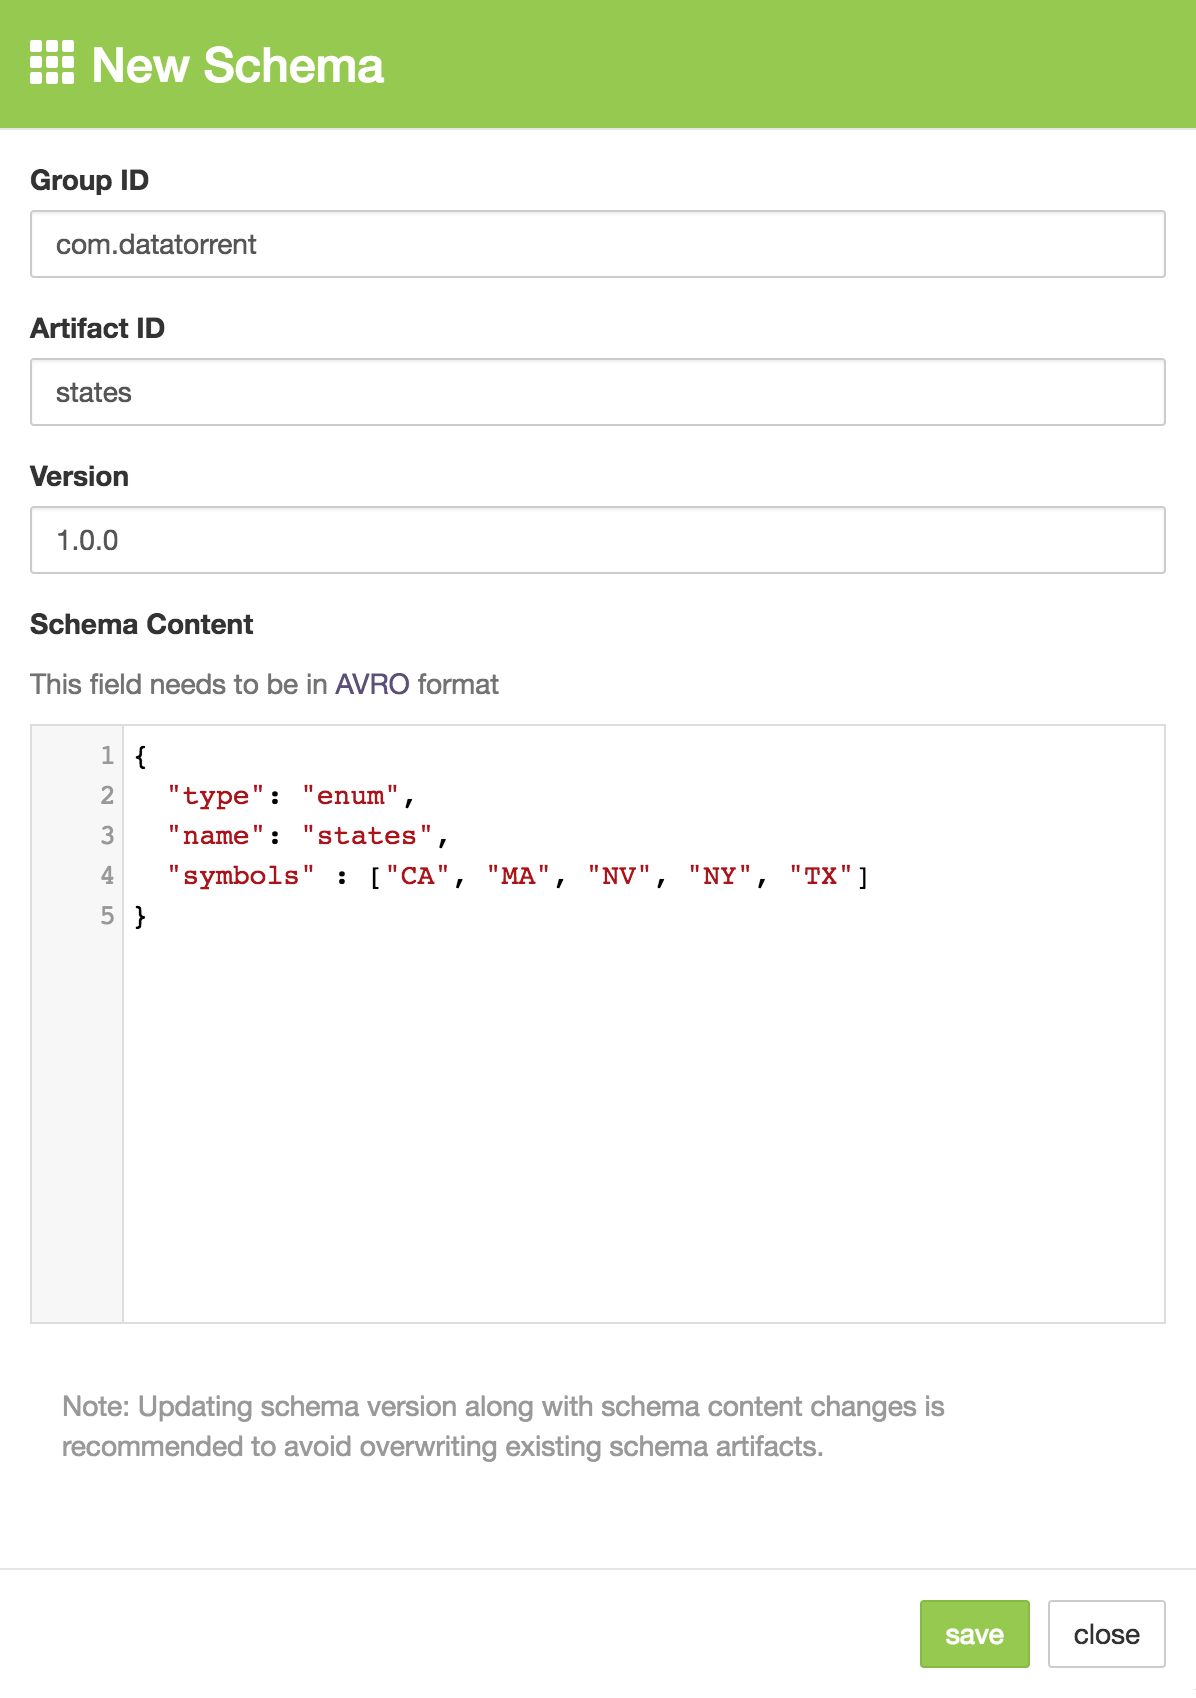 New Schema
Group ID
com.datatorrent
Artifact ID
states
Version
1.0.0
Schema Content
This field needs to be in AVRO format
1 {
2   "type": "enum",
3   "name": "states",
4   "symbols" : ["CA", "MA", "NV", "NY", "TX"]
5 }
Note: Updating schema version along with schema content changes is
recommended to avoid overwriting existing schema artifacts.
save close